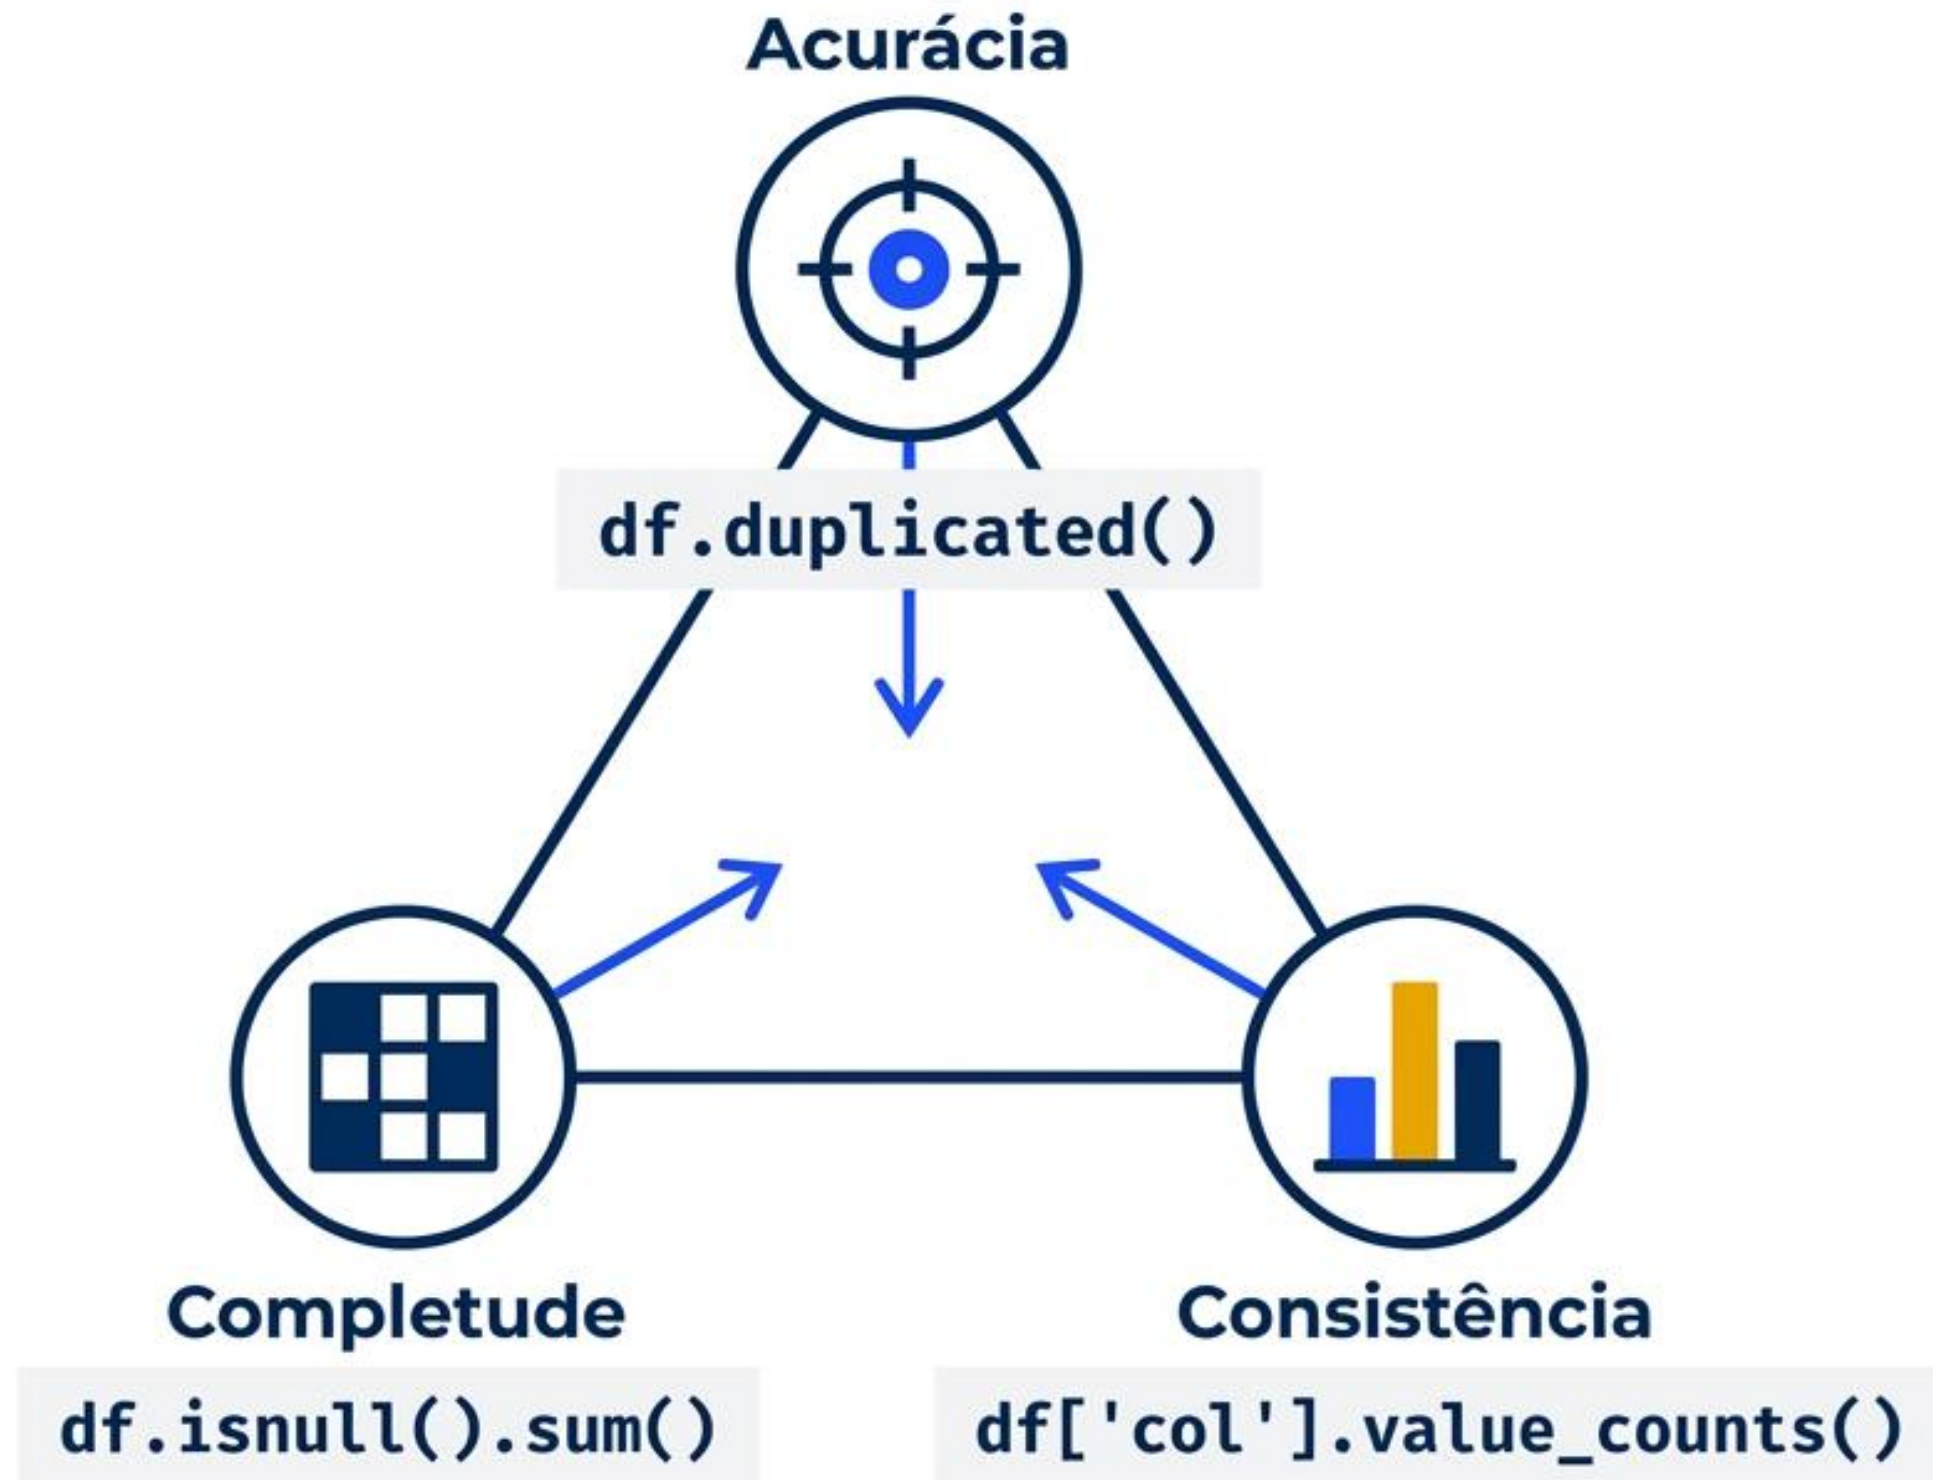 Acurácia
df.duplicated()
Completude
df.isnull().sum()
Consistência
df['col'].value_counts()